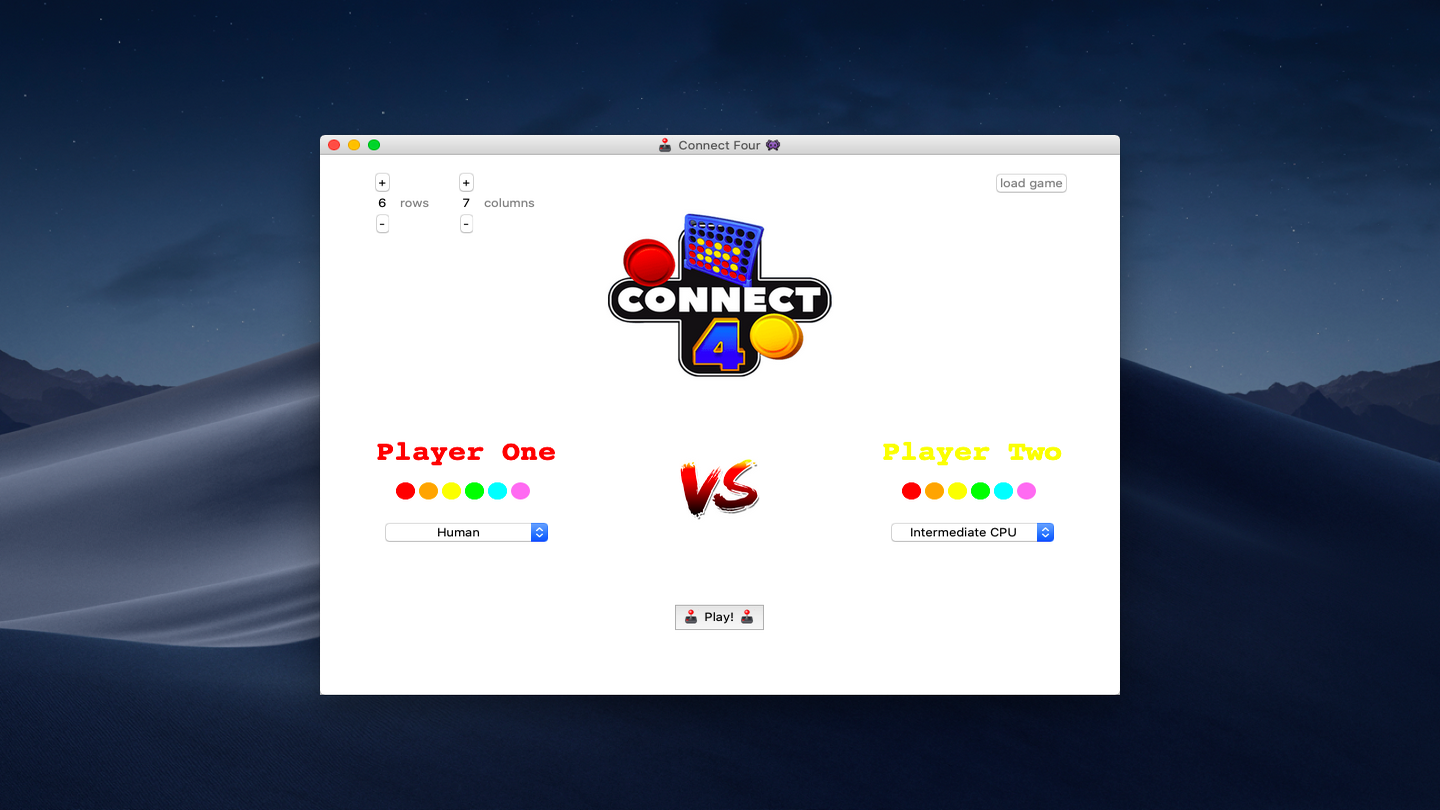 Connect Four
+
+
load game
6 rows
7 columns
-
-
CONNECT
4
Player One
VS
Player Two
Human
Intermediate CPU
Play!